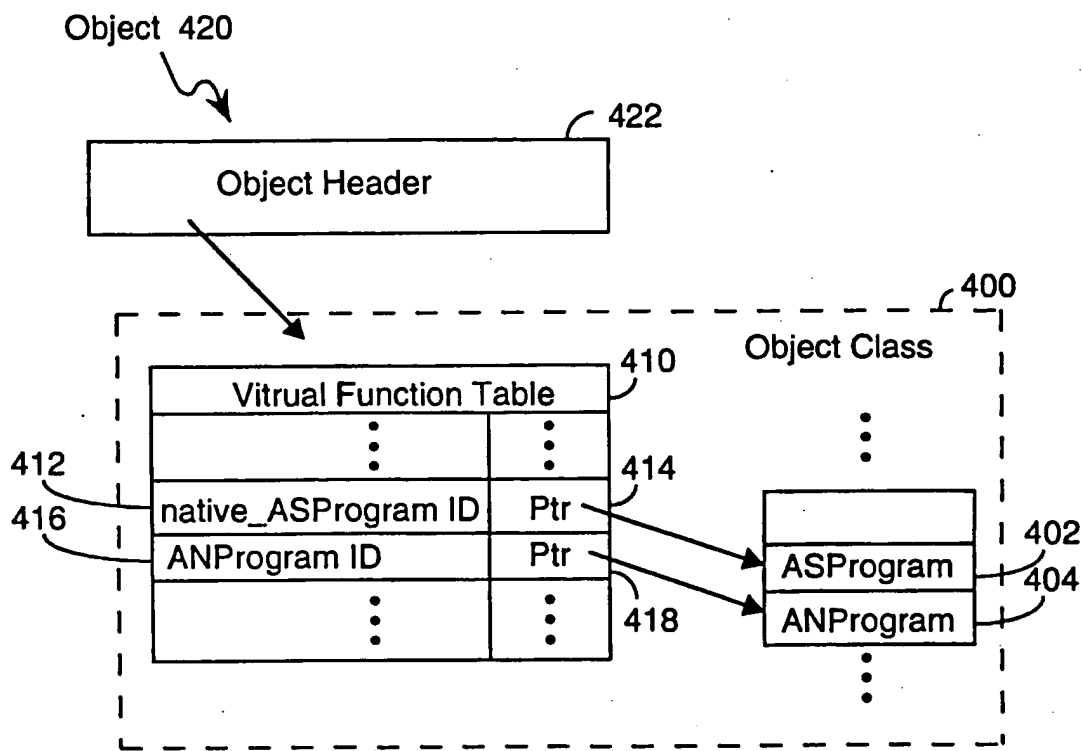 Object 420
422
Object Header
400
Object Class
410
Vitrual Function Table
412
414
native_ASProgram ID Ptr
416
ANProgram ID Ptr
402
ASProgram
404
ANProgram
418